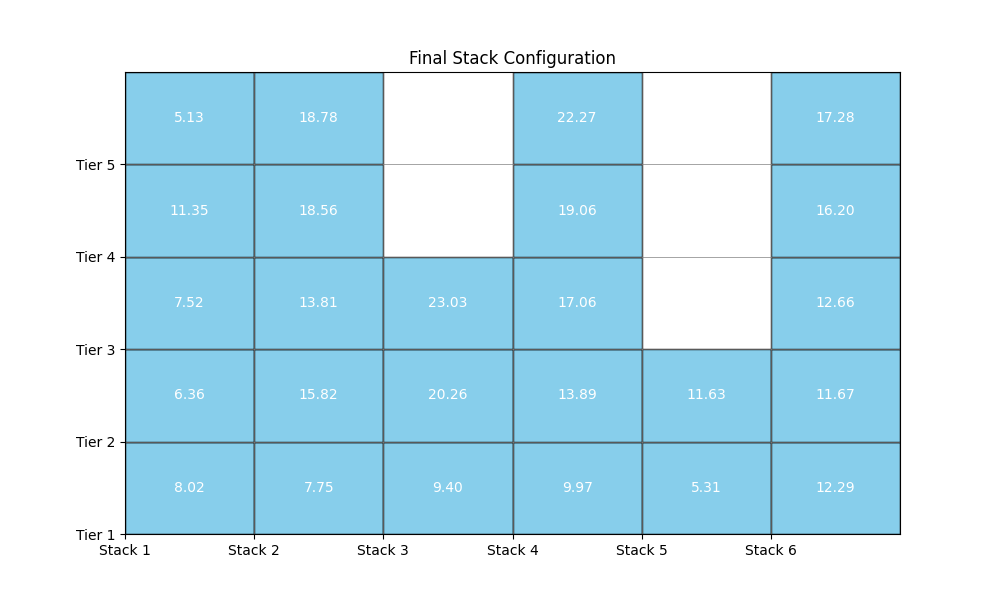 Final Stack Configuration
5.13 18.78 22.27 17.28
Tier 5
11.35 18.56 19.06 16.20
Tier 4
7.52 13.81 23.03 17.06 12.66
Tier 3
6.36 15.82 20.26 13.89 11.63 11.67
Tier 2
8.02 7.75 9.40 9.97 5.31 12.29
Tier 1
Stack 1 Stack 2 Stack 3 Stack 4 Stack 5 Stack 6